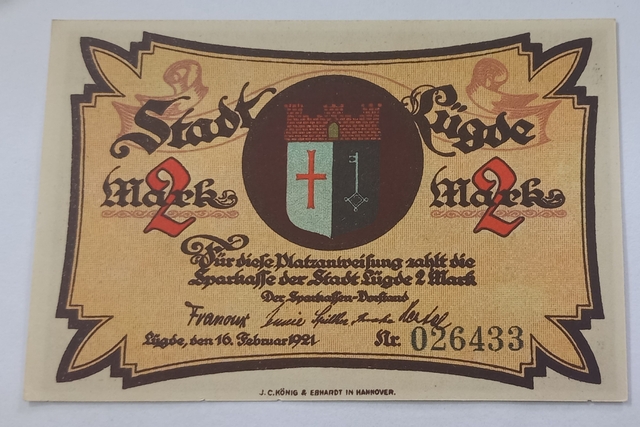 Stadt Lügde
Mark 2 Mark 2
Für diese Platzanweisung zahlt die
Sparkasse der Stadt Lügde 2 Mark
Der Sparkassen-Vorstand
Lügde, den 16. Februar 1921 Nr. 026433
J. C. KÖNIG & EBHARDT IN HANNOVER.